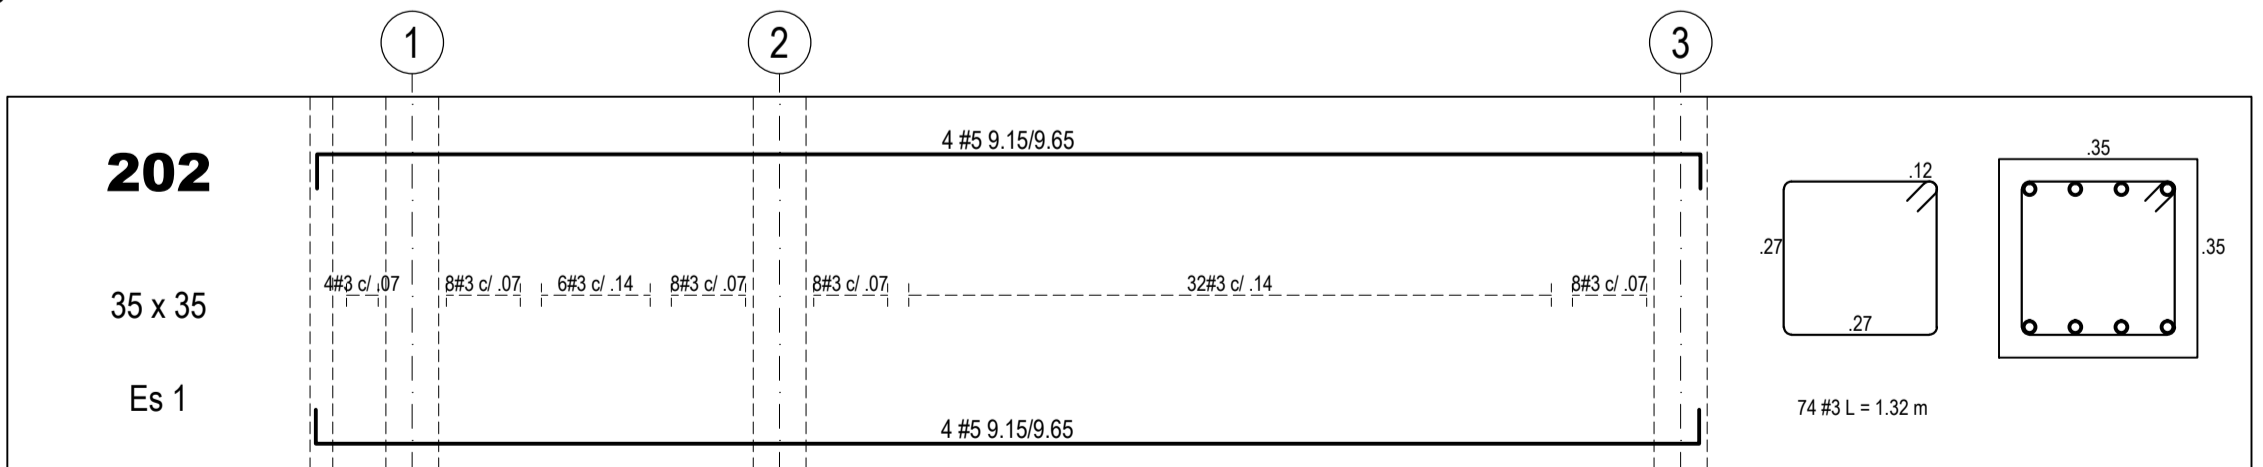 1
2
3
202
35 x 35
Es 1
4 #5 9.15/9.65
4#3 c/ .07
8#3 c/ .07
6#3 c/ .14
8#3 c/ .07
8#3 c/ .07
32#3 c/ .14
8#3 c/ .07
4 #5 9.15/9.65
.12
.27
.27
74 #3 L = 1.32 m
.35
.35